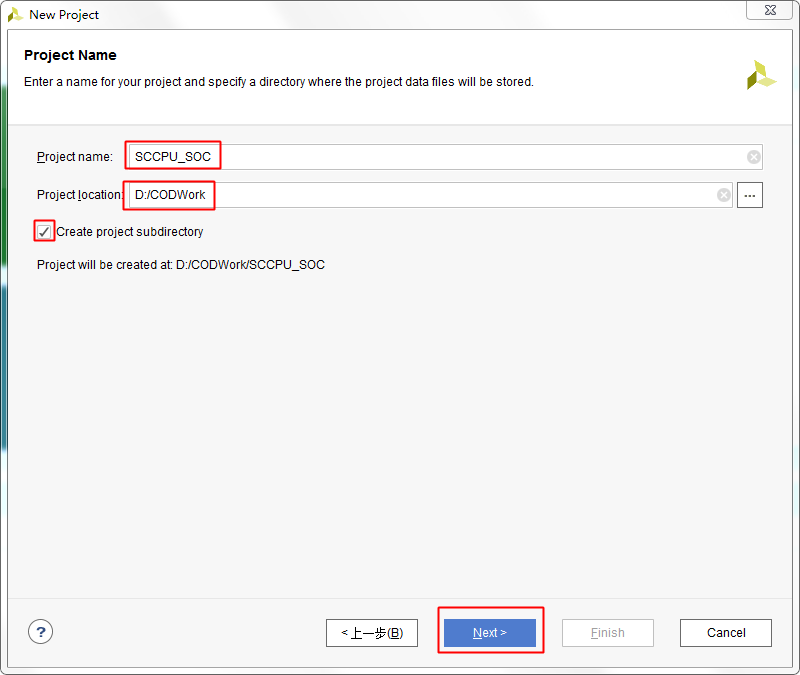 New Project
Project Name
Enter a name for your project and specify a directory where the project data files will be stored.
Project name: SCCPU_SOC
Project location: D:/CODWork ...
Create project subdirectory
Project will be created at: D:/CODWork/SCCPU_SOC
? < 上一步(B) Next > Finish Cancel